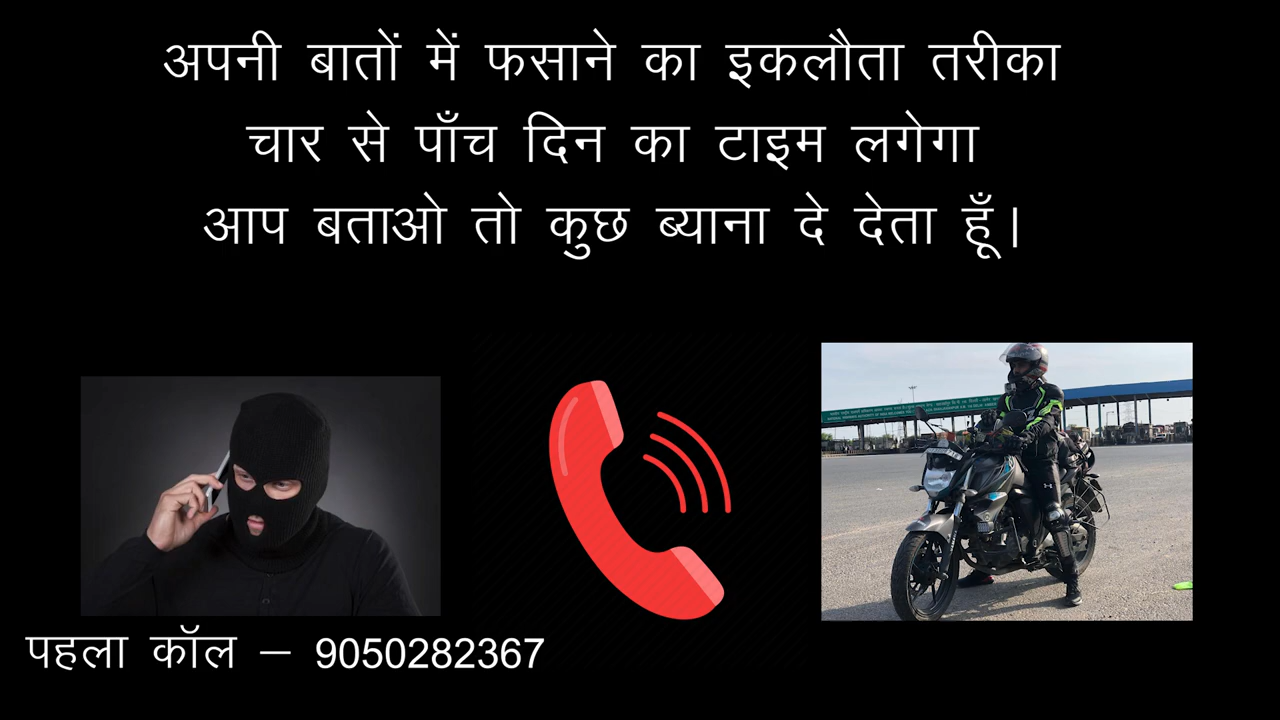 अपनी बातों में फसाने का इकलौता तरीका
चार से पाँच दिन का टाइम लगेगा
आप बताओ तो कुछ ब्याना दे देता हूँ।
पहला कॉल – 9050282367